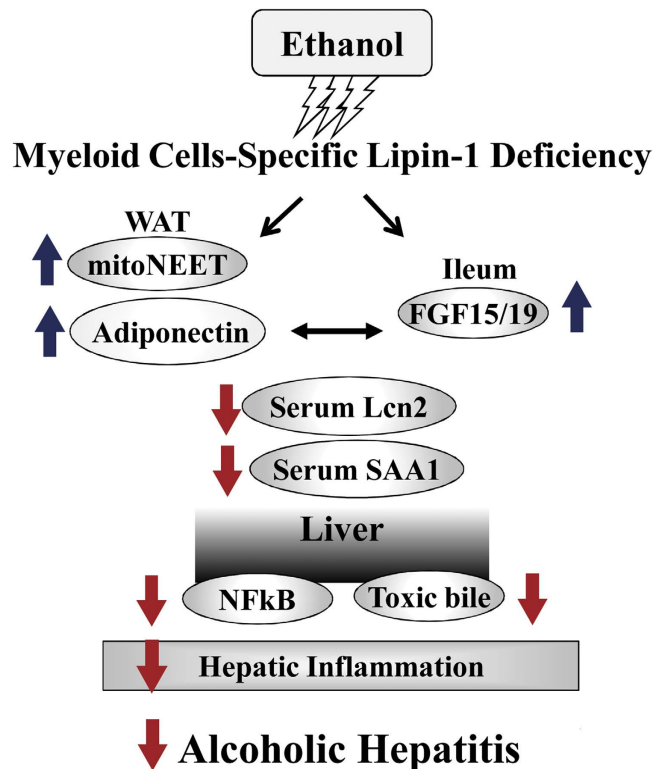 Ethanol
Myeloid Cells-Specific Lipin-1 Deficiency
WAT
mitoNEET
Adiponectin
Ileum
FGF15/19
Serum Lcn2
Serum SAA1
Liver
NFkB
Toxic bile
Hepatic Inflammation
Alcoholic Hepatitis